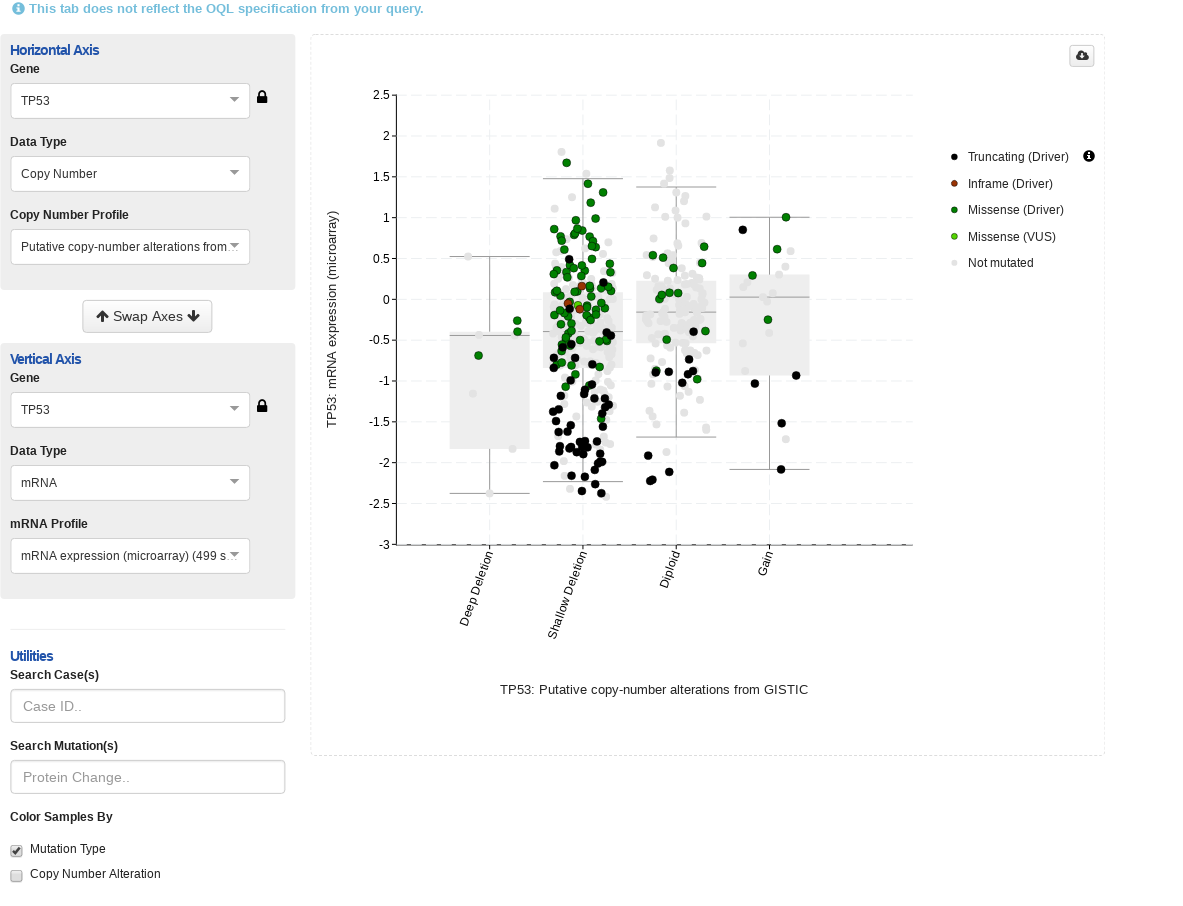 This tab does not reflect the OQL specification from your query.
Horizontal Axis
Gene
TP53
Data Type
Copy Number
Copy Number Profile
Putative copy-number alterations from...
Swap Axes
Vertical Axis
Gene
TP53
Data Type
mRNA
mRNA Profile
mRNA expression (microarray) (499 s...
Utilities
Search Case(s)
Case ID..
Search Mutation(s)
Protein Change..
Color Samples By
Mutation Type
Copy Number Alteration
TP53: mRNA expression (microarray)
2.5
2
1.5
1
0.5
0
-0.5
-1
-1.5
-2
-2.5
-3
Deep Deletion
Shallow Deletion
Diploid
Gain
TP53: Putative copy-number alterations from GISTIC
Truncating (Driver)
Inframe (Driver)
Missense (Driver)
Missense (VUS)
Not mutated